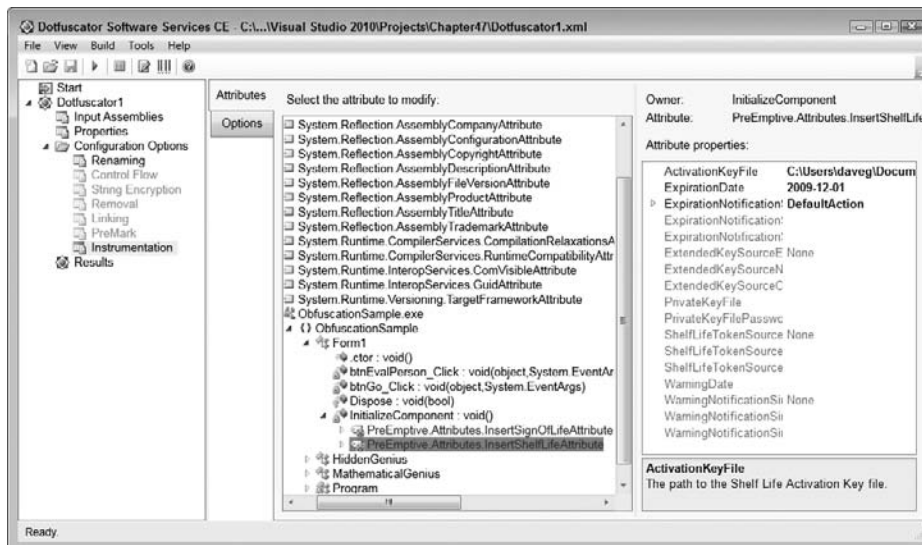 Dotfuscator Software Services CE - C:\...\Visual Studio 2010\Projects\Chapter47\Dotfuscator1.xml
File View Build Tools Help
Start
Dotfuscator1
Input Assemblies
Properties
Configuration Options
Renaming
Control Flow
String Encryption
Removal
Linking
PreMark
Instrumentation
Results
Attributes
Options
Select the attribute to modify:
System.Reflection.AssemblyCompanyAttribute
System.Reflection.AssemblyConfigurationAttribute
System.Reflection.AssemblyCopyrightAttribute
System.Reflection.AssemblyDescriptionAttribute
System.Reflection.AssemblyFileVersionAttribute
System.Reflection.AssemblyProductAttribute
System.Reflection.AssemblyTitleAttribute
System.Reflection.AssemblyTrademarkAttribute
System.Runtime.CompilerServices.CompilationRelaxationsA
System.Runtime.CompilerServices.RuntimeCompatibilityAttr
System.Runtime.InteropServices.ComVisibleAttribute
System.Runtime.InteropServices.GuidAttribute
System.Runtime.Versioning.TargetFrameworkAttribute
ObfuscationSample.exe
{} ObfuscationSample
Form1
.ctor : void()
btnEvalPerson_Click : void(object,System.EventAr
btnGo_Click : void(object,System.EventArgs)
Dispose : void(bool)
InitializeComponent : void()
PreEmptive.Attributes.InsertSignOfLifeAttribute
PreEmptive.Attributes.InsertShelfLifeAttribute
HiddenGenius
MathematicalGenius
Program
Owner: InitializeComponent
Attribute: PreEmptive.Attributes.InsertShelfLife
Attribute properties:
ActivationKeyFile C:\Users\daveg\Docum
ExpirationDate 2009-12-01
ExpirationNotification: DefaultAction
ExpirationNotification:
ExpirationNotification:
ExtendedKeySourceE None
ExtendedKeySourceN
ExtendedKeySourceC
PrivateKeyFile
PrivateKeyFilePasswc
ShelfLifeTokenSource None
ShelfLifeTokenSource
ShelfLifeTokenSource
WarningDate
WarningNotificationSii None
WarningNotificationSii
WarningNotificationSii
ActivationKeyFile
The path to the Shelf Life Activation Key file.
Ready.